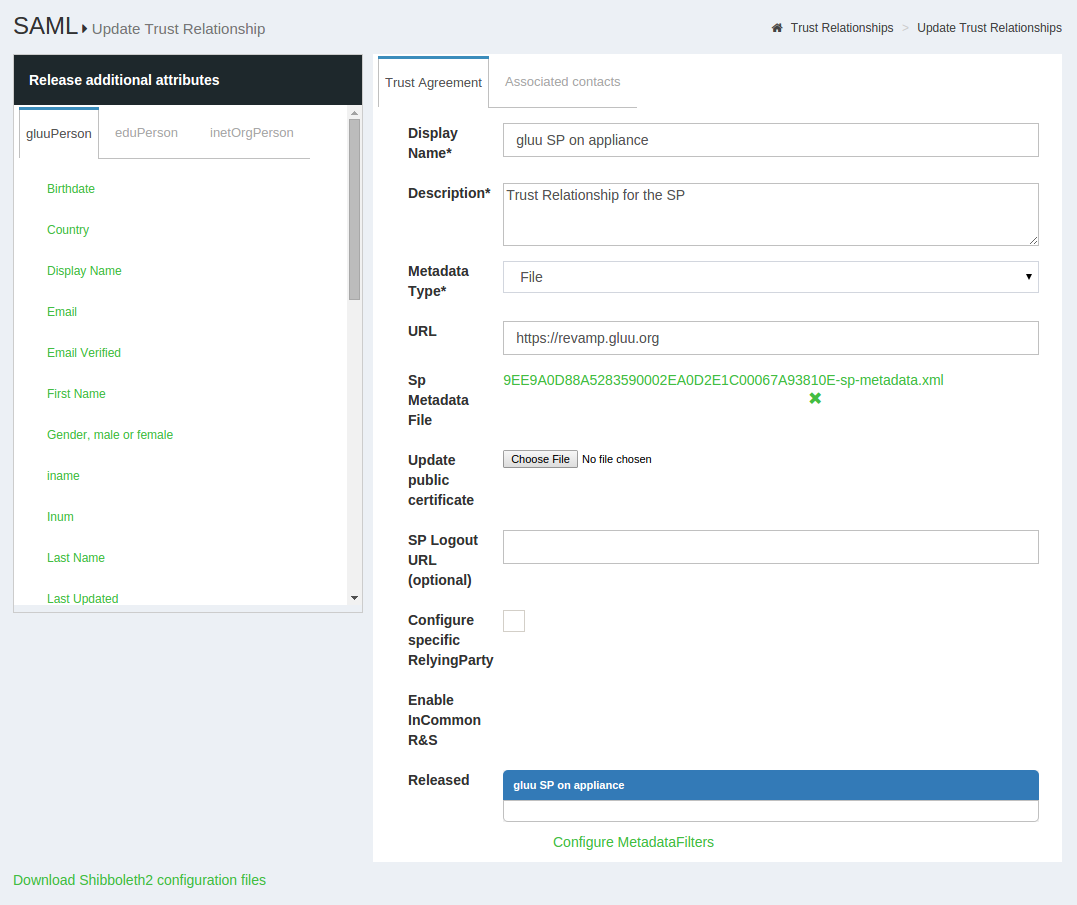 SAML Update Trust Relationship
Trust Relationships > Update Trust Relationships
Release additional attributes
gluuPerson eduPerson inetOrgPerson
Birthdate
Country
Display Name
Email
Email Verified
First Name
Gender, male or female
iname
Inum
Last Name
Last Updated
Trust Agreement Associated contacts
Display
Name*
gluu SP on appliance
Description*
Trust Relationship for the SP
Metadata
Type*
File
URL
https://revamp.gluu.org
Sp
Metadata
File
9EE9A0D88A5283590002EA0D2E1C00067A93810E-sp-metadata.xml
Update
public
certificate
Choose File No file chosen
SP Logout
URL
(optional)
Configure
specific
RelyingParty
Enable
InCommon
R&S
Released
gluu SP on appliance
Configure MetadataFilters
Download Shibboleth2 configuration files